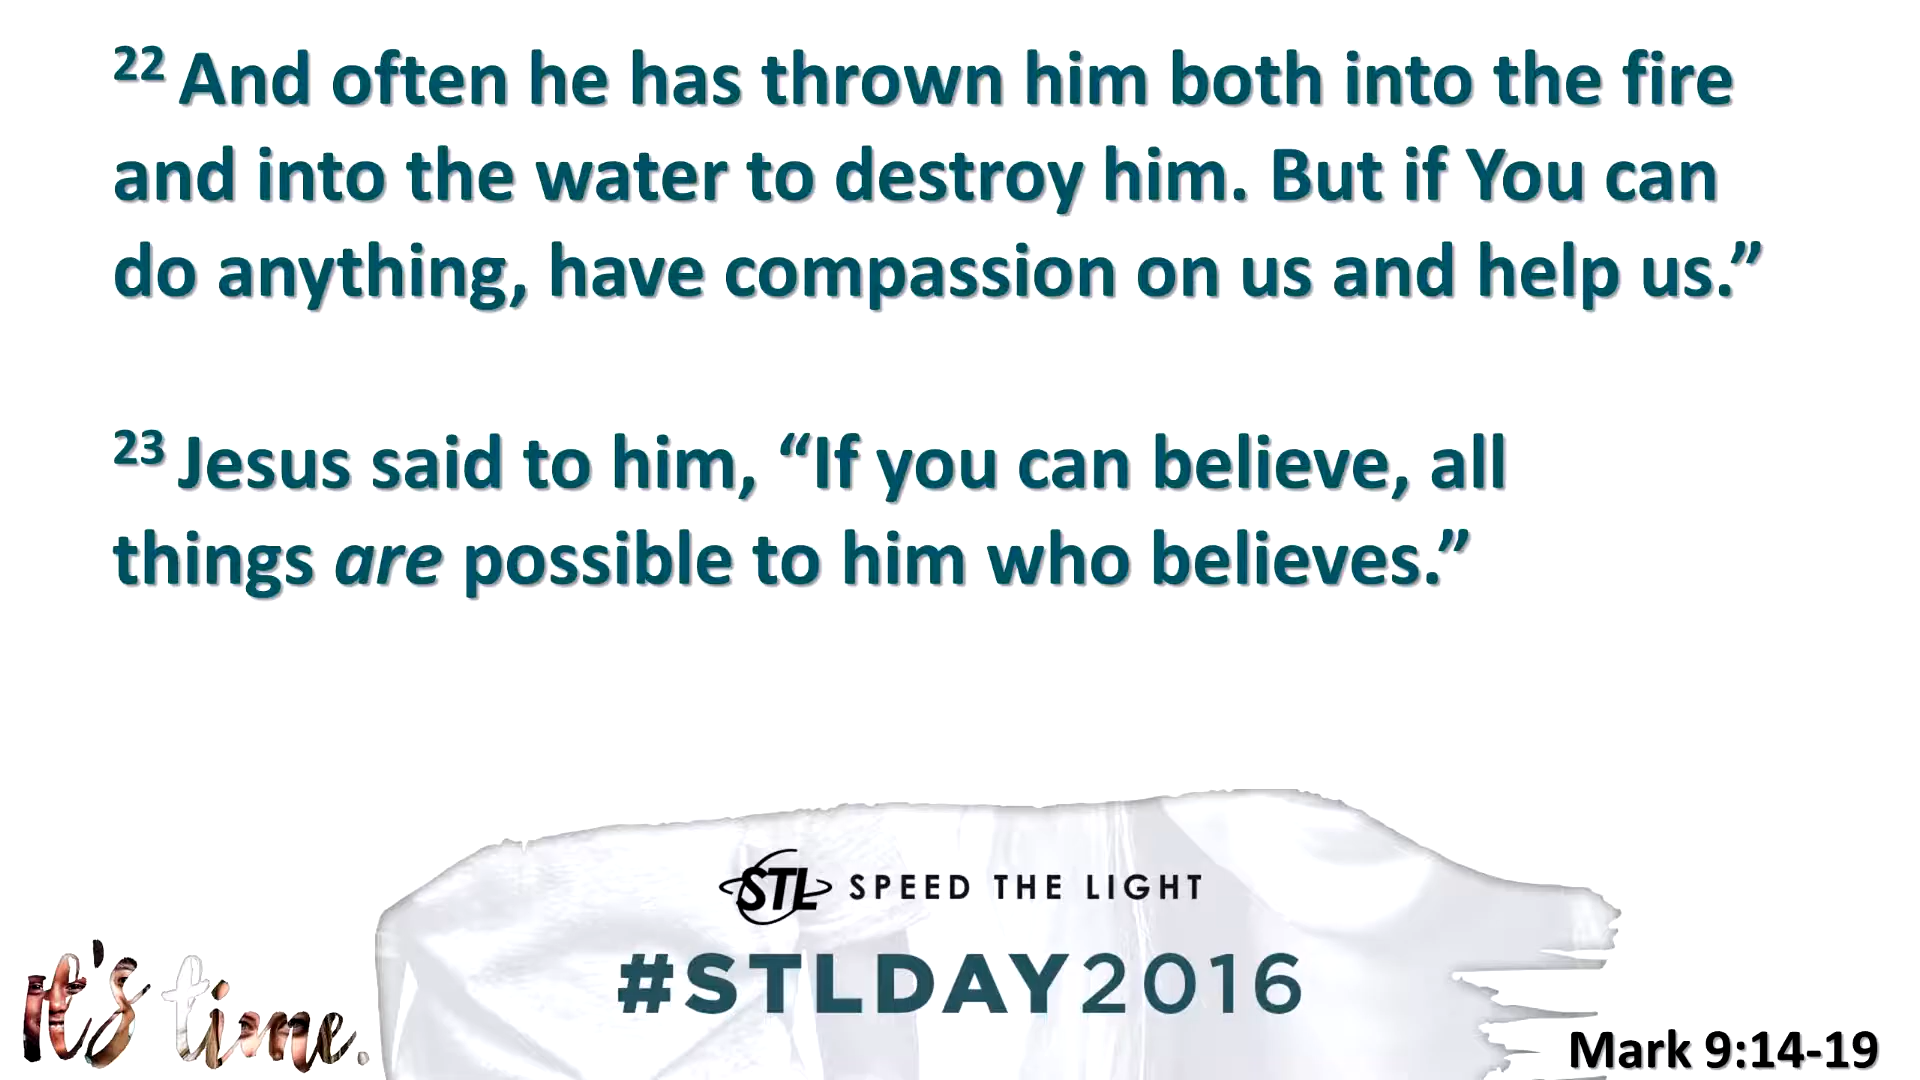 22 And often he has thrown him both into the fire
and into the water to destroy him. But if You can
do anything, have compassion on us and help us.”
23 Jesus said to him, “If you can believe, all
things are possible to him who believes.”
STL SPEED THE LIGHT
#STLDAY2016
It's time.
Mark 9:14-19